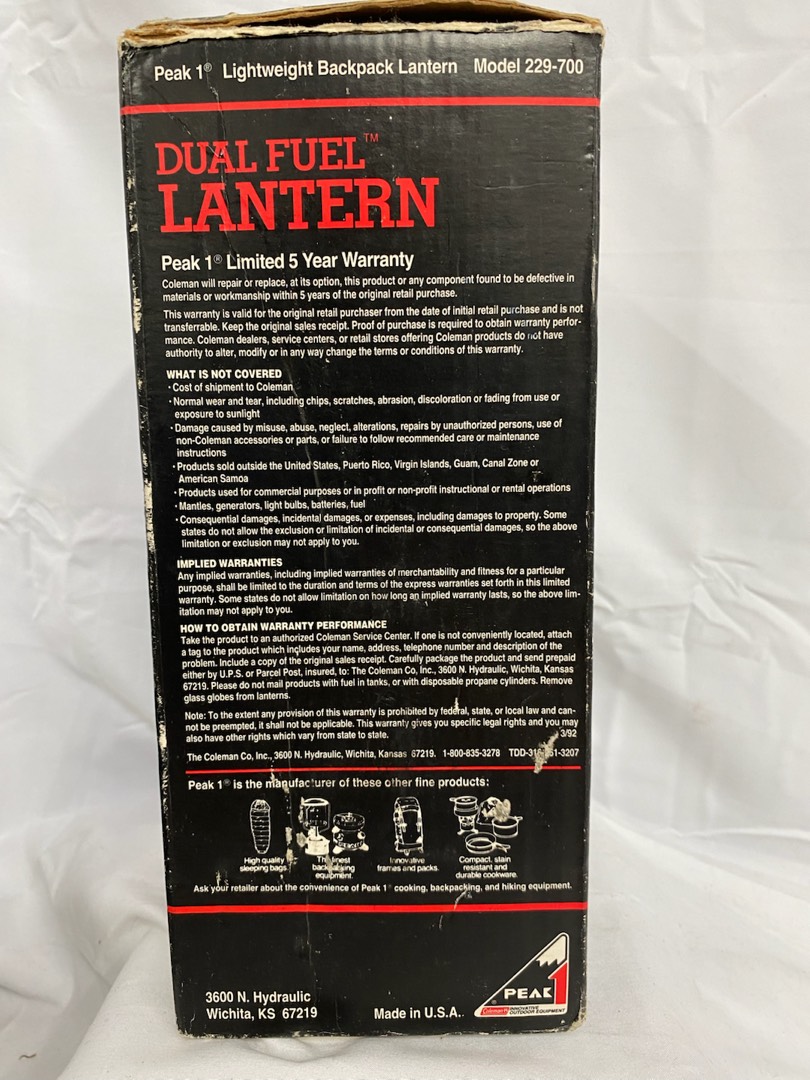 Peak 1® Lightweight Backpack Lantern Model 229-700
DUAL FUEL™
LANTERN
Peak 1® Limited 5 Year Warranty
Coleman will repair or replace, at its option, this product or any component found to be defective in
materials or workmanship within 5 years of the original retail purchase.
This warranty is valid for the original retail purchaser from the date of initial retail purchase and is not
transferrable. Keep the original sales receipt. Proof of purchase is required to obtain warranty perfor-
mance. Coleman dealers, service centers, or retail stores offering Coleman products do not have
authority to alter, modify or in any way change the terms or conditions of this warranty.
WHAT IS NOT COVERED
· Cost of shipment to Coleman
· Normal wear and tear, including chips, scratches, abrasion, discoloration or fading from use or
exposure to sunlight
· Damage caused by misuse, abuse, neglect, alterations, repairs by unauthorized persons, use of
non-Coleman accessories or parts, or failure to follow recommended care or maintenance
instructions
· Products sold outside the United States, Puerto Rico, Virgin Islands, Guam, Canal Zone or
American Samoa
· Products used for commercial purposes or in profit or non-profit instructional or rental operations
· Mantles, generators, light bulbs, batteries, fuel
· Consequential damages, incidental damages, or expenses, including damages to property. Some
states do not allow the exclusion or limitation of incidental or consequential damages, so the above
limitation or exclusion may not apply to you.
IMPLIED WARRANTIES
Any implied warranties, including implied warranties of merchantability and fitness for a particular
purpose, shall be limited to the duration and terms of the express warranties set forth in this limited
warranty. Some states do not allow limitation on how long an implied warranty lasts, so the above lim-
itation may not apply to you.
HOW TO OBTAIN WARRANTY PERFORMANCE
Take the product to an authorized Coleman Service Center. If one is not conveniently located, attach
a tag to the product which includes your name, address, telephone number and description of the
problem. Include a copy of the original sales receipt. Carefully package the product and send prepaid
either by U.P.S. or Parcel Post, insured, to: The Coleman Co, Inc., 3600 N. Hydraulic, Wichita, Kansas
67219. Please do not mail products with fuel in tanks, or with disposable propane cylinders. Remove
glass globes from lanterns.
Note: To the extent any provision of this warranty is prohibited by federal, state, or local law and can-
not be preempted, it shall not be applicable. This warranty gives you specific legal rights and you may
also have other rights which vary from state to state. 3/92
The Coleman Co, Inc., 3600 N. Hydraulic, Wichita, Kansas 67219. 1-800-835-3278
Peak 1® is the manufacturer of these other fine products:
High quality
sleeping bags.
The finest
backpacking
equipment.
Innovative
frames and packs.
Compact, stain
resistant and
durable cookware.
Ask your retailer about the convenience of Peak 1® cooking, backpacking, and hiking equipment.
3600 N. Hydraulic
Wichita, KS 67219
Made in U.S.A.
PEAK 1
Coleman® INNOVATIVE
OUTDOOR EQUIPMENT